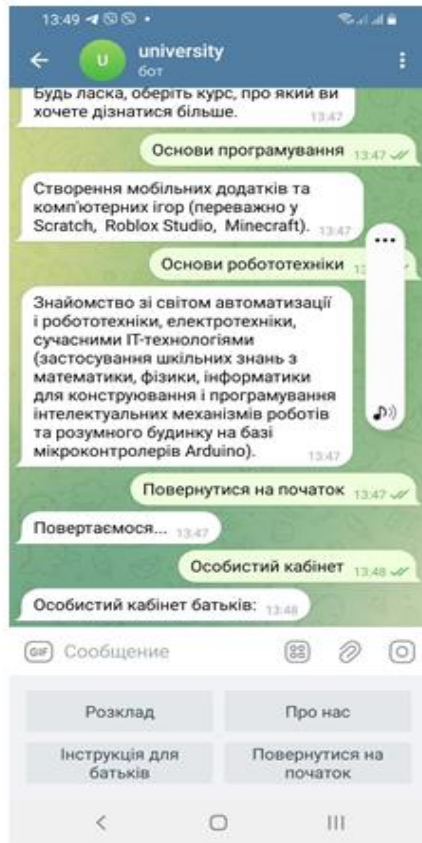 13:49
university
бот
Будь ласка, оберіть курс, про який ви
хочете дізнатися більше. 13:47
Основи програмування 13:47
Створення мобільних додатків та
комп'ютерних ігор (переважно у
Scratch, Roblox Studio, Minecraft). 13:47
Основи робототехніки
Знайомство зі світом автоматизації
і робототехніки, електротехніки,
сучасними ІТ-технологіями
(застосування шкільних знань з
математики, фізики, інформатики
для конструювання і програмування
інтелектуальних механізмів роботів
та розумного будинку на базі
мікроконтролерів Arduino). 13:47
Повернутися на початок 13:47
Повертаємося... 13:47
Особистий кабінет 13:48
Особистий кабінет батьків: 13:48
GIF Сообщение
Розклад
Про нас
Інструкція для
батьків
Повернутися на
початок